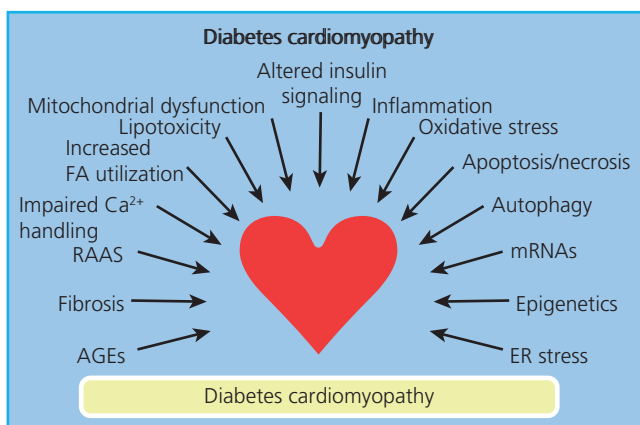 Diabetes cardiomyopathy
Altered insulin
signaling
Mitochondrial dysfunction
Inflammation
Lipotoxicity
Oxidative stress
Increased
FA utilization
Apoptosis/necrosis
Impaired Ca²⁺
handling
Autophagy
RAAS
mRNAs
Fibrosis
Epigenetics
AGEs
ER stress
Diabetes cardiomyopathy